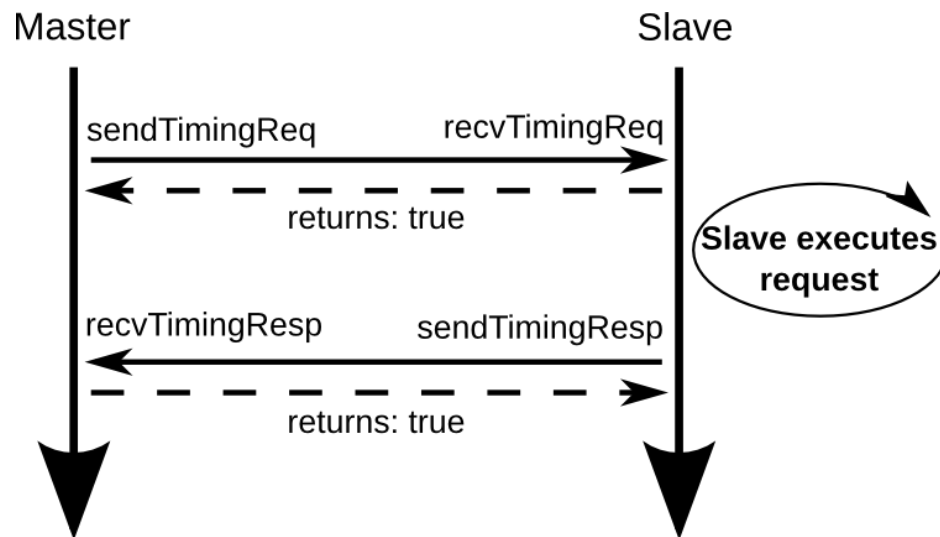 Master
Slave
sendTimingReq
recvTimingReq
returns: true
Slave executes
request
recvTimingResp
sendTimingResp
returns: true